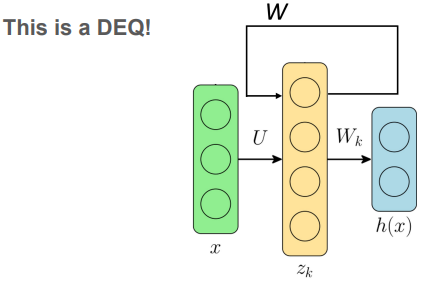 This is a DEQ!
W
U
W_k
x
z_k
h(x)